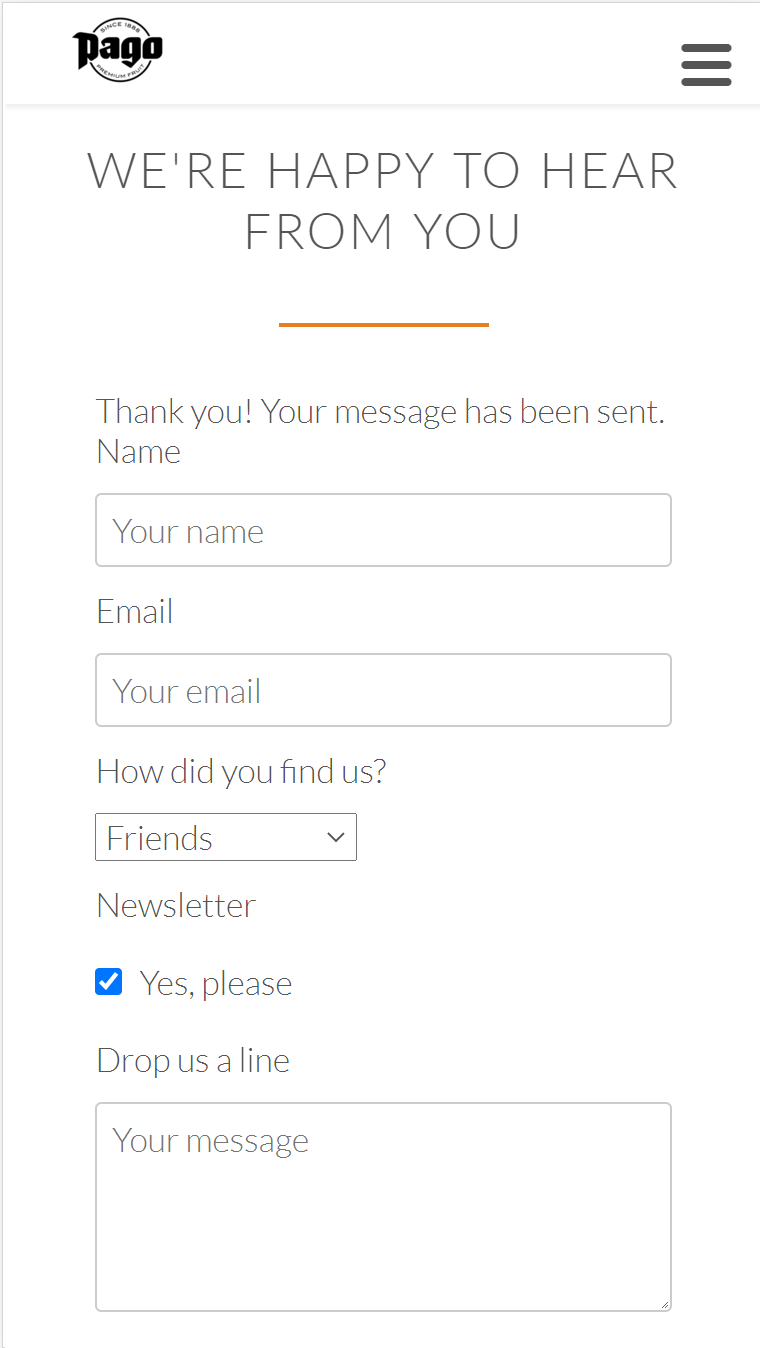 SINCE 1888
Pago
PREMIUM FRUIT
WE'RE HAPPY TO HEAR
FROM YOU
Thank you! Your message has been sent.
Name
Your name
Email
Your email
How did you find us?
Friends
Newsletter
Yes, please
Drop us a line
Your message